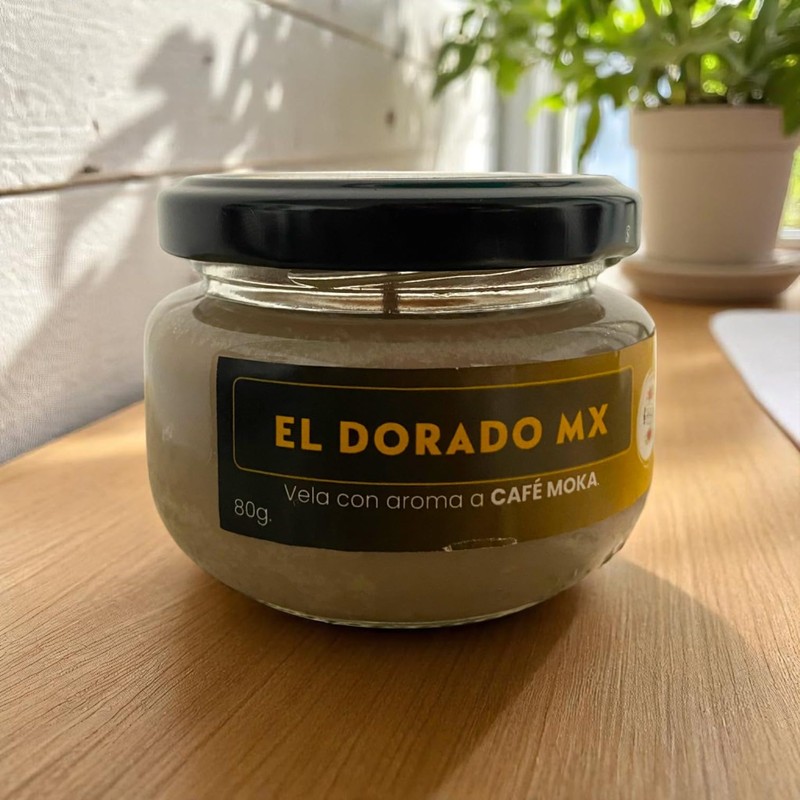 EL DORADO MX
Vela con aroma a CAFÉ MOKA.
80g.